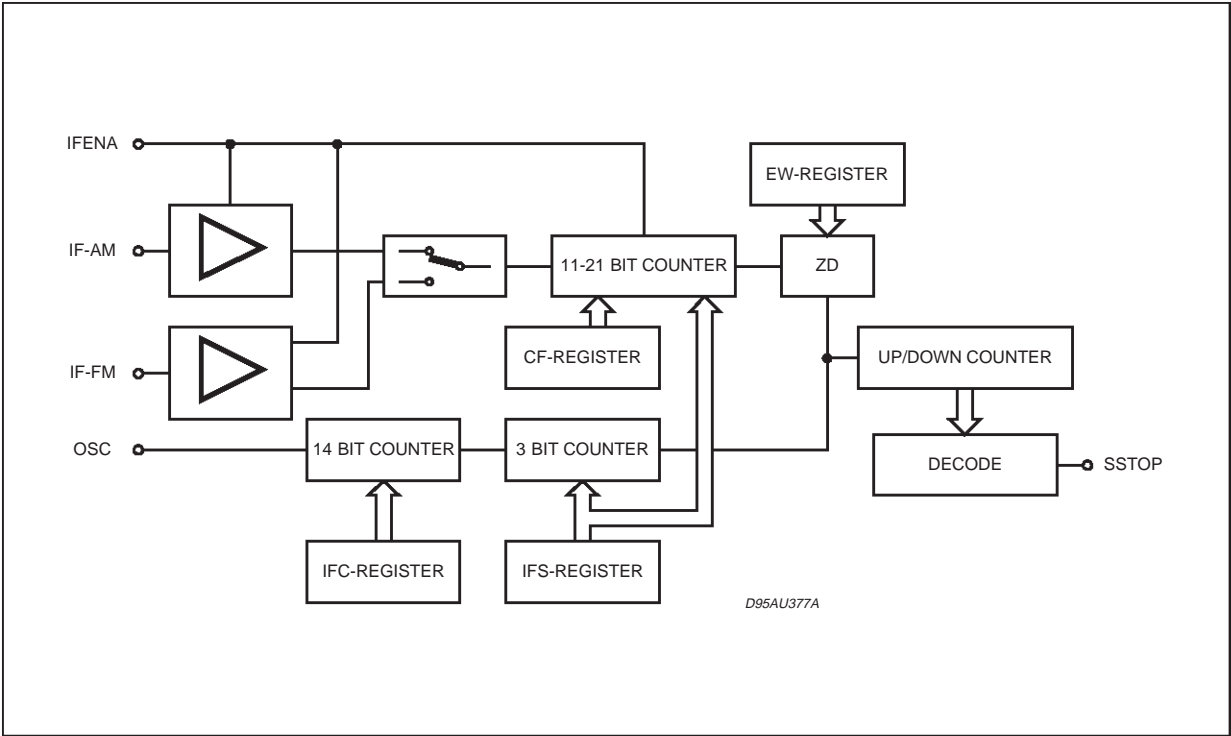 IFENA
EW-REGISTER
IF-AM
11-21 BIT COUNTER
ZD
CF-REGISTER
UP/DOWN COUNTER
IF-FM
OSC
14 BIT COUNTER
3 BIT COUNTER
DECODE
SSTOP
IFC-REGISTER
IFS-REGISTER
D95AU377A